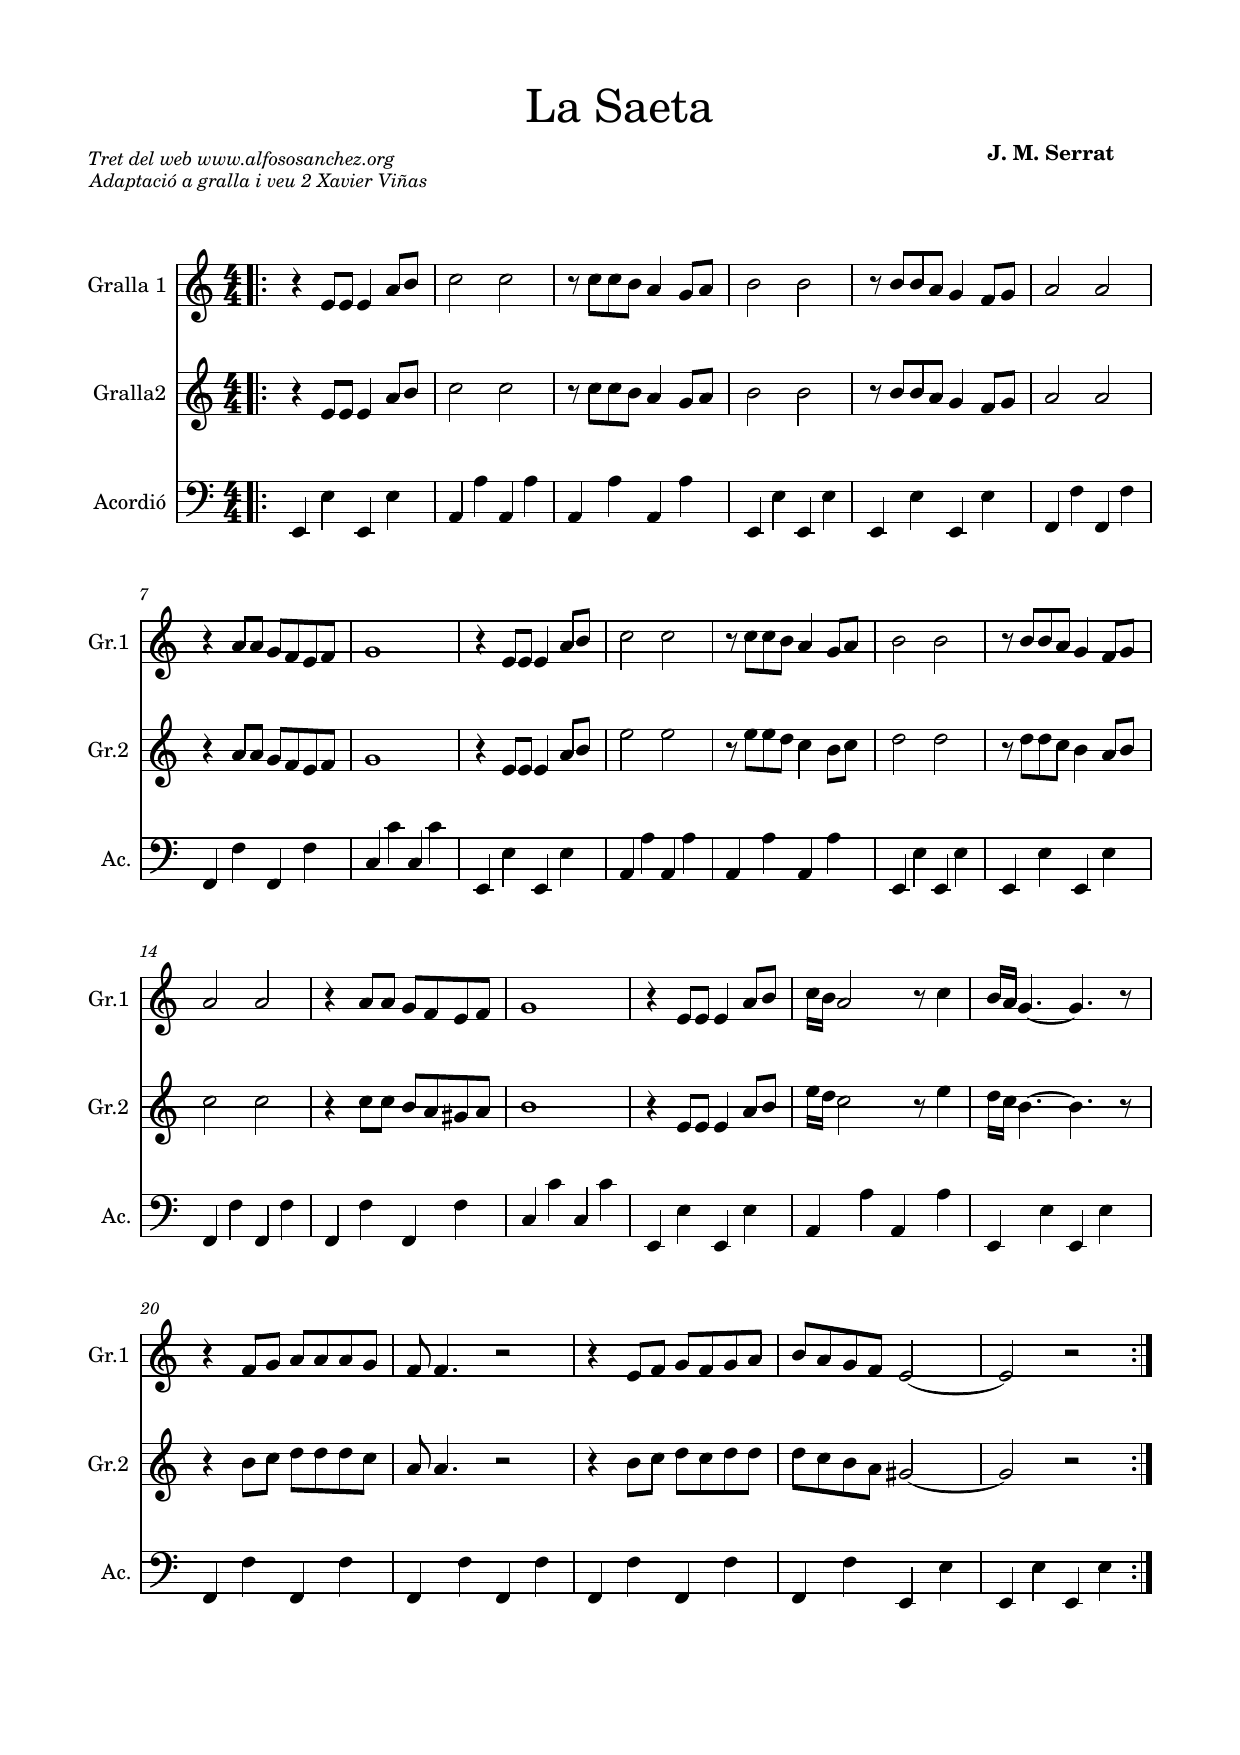 La Saeta
J. M. Serrat
Tret del web www.alfososanchez.org
Adaptació a gralla i veu 2 Xavier Viñas
Gralla 1
Gralla2
Acordió
7
Gr.1
Gr.2
Ac.
14
Gr.1
Gr.2
Ac.
20
Gr.1
Gr.2
Ac.